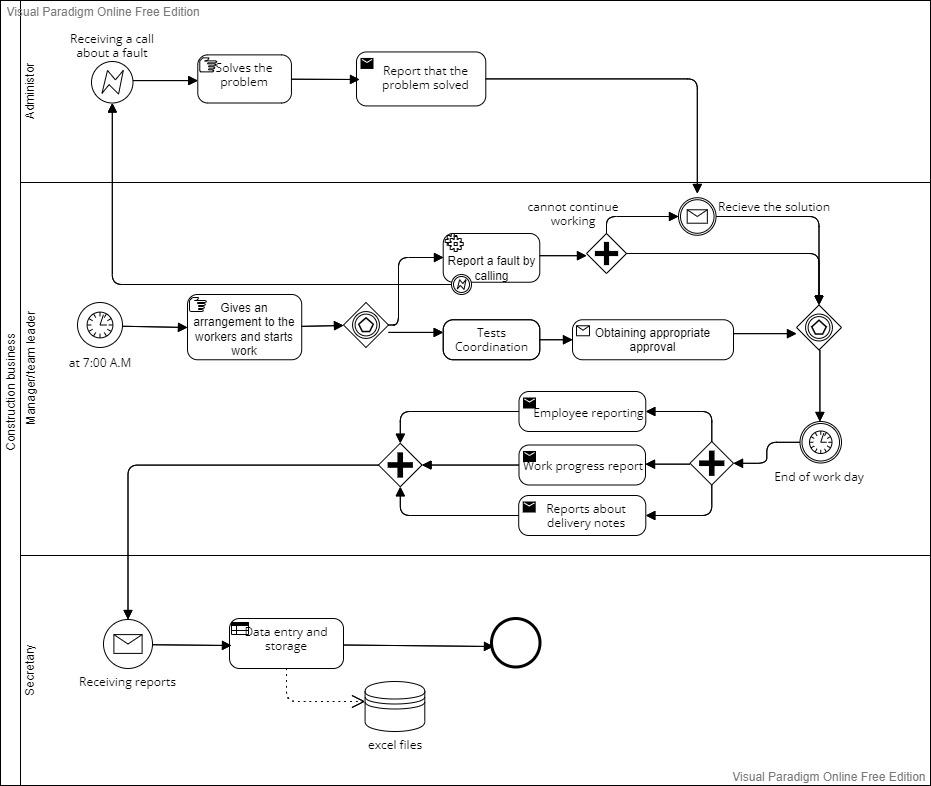 Visual Paradigm Online Free Edition
Construction business
Administor
Receiving a call
about a fault
Solves the
problem
Report that the
problem solved
Manager/team leader
cannot continue
working
Recieve the solution
Report a fault by
calling
at 7:00 A.M
Gives an
arrangement to the
workers and starts
work
Tests
Coordination
Obtaining appropriate
approval
Employee reporting
Work progress report
Reports about
delivery notes
End of work day
Secretary
Receiving reports
Data entry and
storage
excel files
Visual Paradigm Online Free Edition